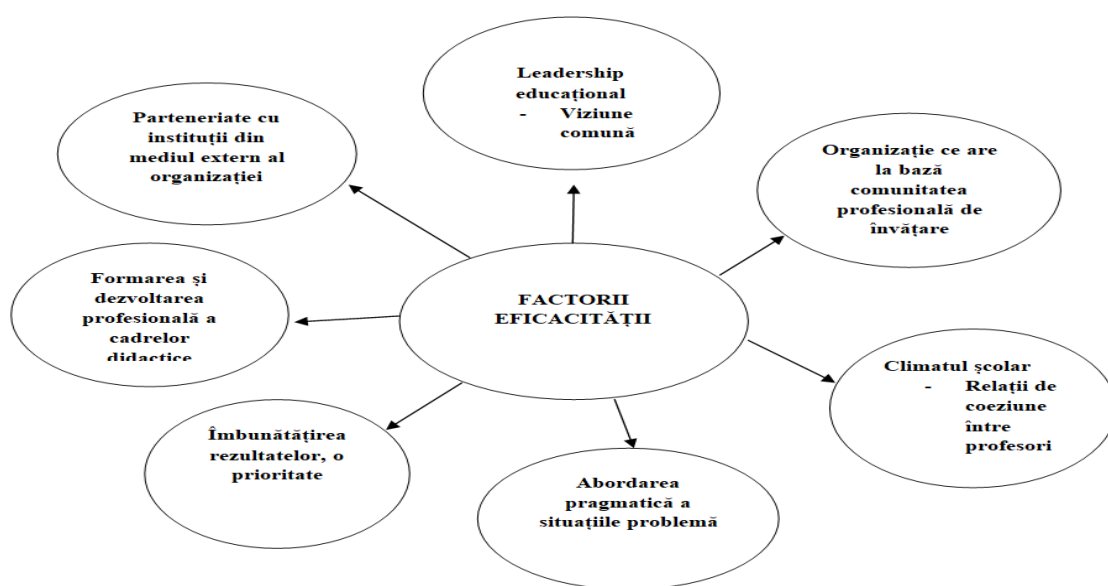 Leadership
educațional
- Viziune
comună
Parteneriate cu
instituții din
mediul extern al
organizației
Organizație ce are
la bază
comunitatea
profesională de
învățare
Formarea și
dezvoltarea
profesională a
cadrelor
didactice
FACTORII
EFICACITĂȚII
Climatul școlar
- Relații de
coeziune
între
profesori
Îmbunătățirea
rezultatelor, o
prioritate
Abordarea
pragmatică a
situațiile problemă